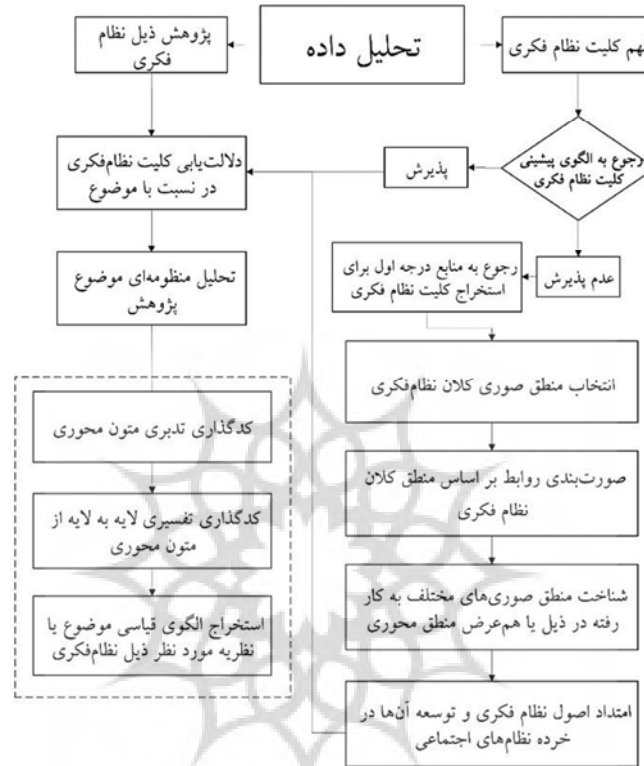 تحلیل داده
فهم کلیت نظام فکری
رجوع به الگوی پیشینی
کلیت نظام فکری
پذیرش
عدم پذیرش
رجوع به منابع درجه اول برای
استخراج کلیت نظام فکری
انتخاب منطق صوری کلان نظام‌فکری
صورت‌بندی روابط بر اساس منطق کلان
نظام فکری
شناخت منطق صوری‌های مختلف به کار
رفته در ذیل یا هم‌عرض منطق محوری
امتداد اصول نظام فکری و توسعه آن‌ها در
خرده نظام‌های اجتماعی
پژوهش ذیل نظام
فکری
دلالت‌یابی کلیت نظام‌فکری
در نسبت با موضوع
تحلیل منظومه‌ای موضوع
پژوهش
کدگذاری تدبری متون محوری
کدگذاری تفسیری لایه به لایه از
متون محوری
استخراج الگوی قیاسی موضوع یا
نظریه مورد نظر ذیل نظام‌فکری